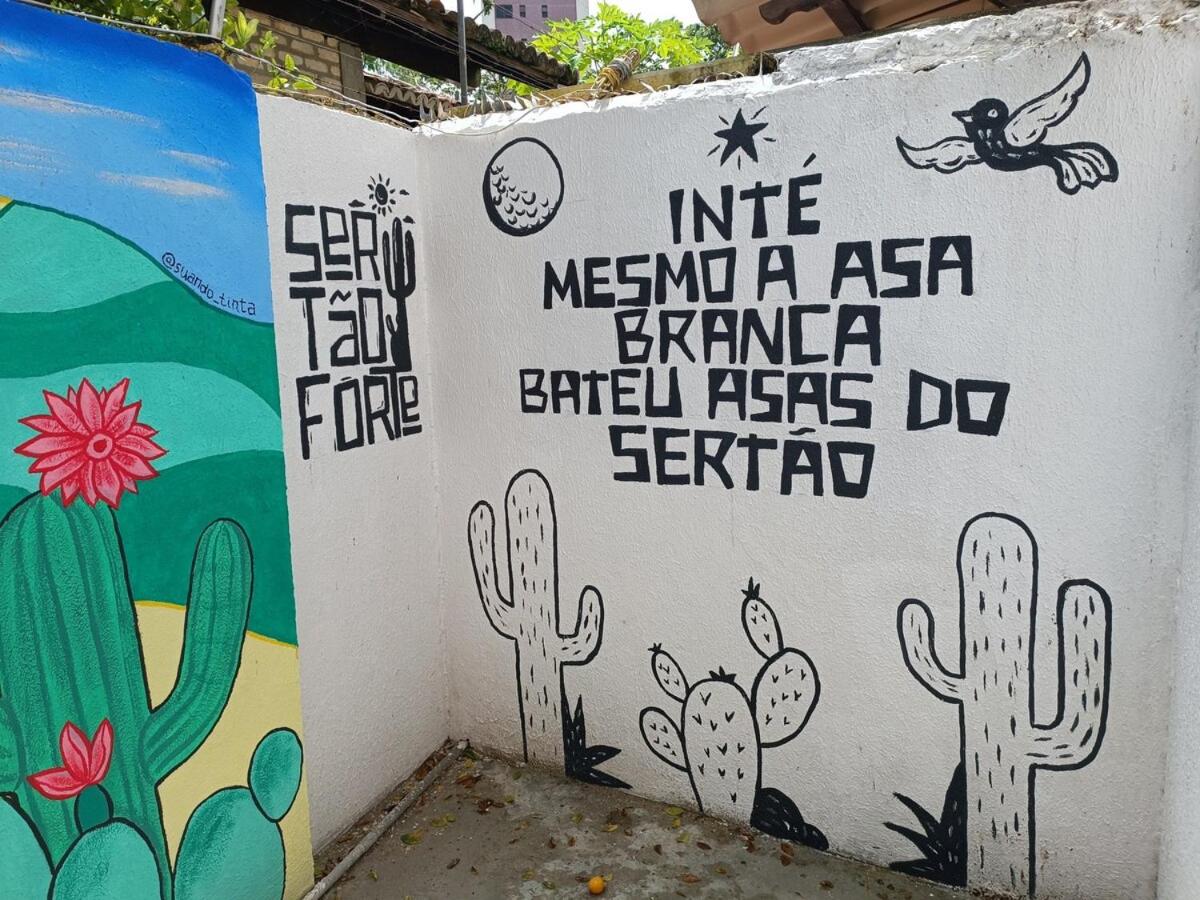 @suando_tinta
SER
TÃO
FORTE
INTÉ
MESMO A ASA
BRANCA
BATEU ASAS DO
SERTÃO